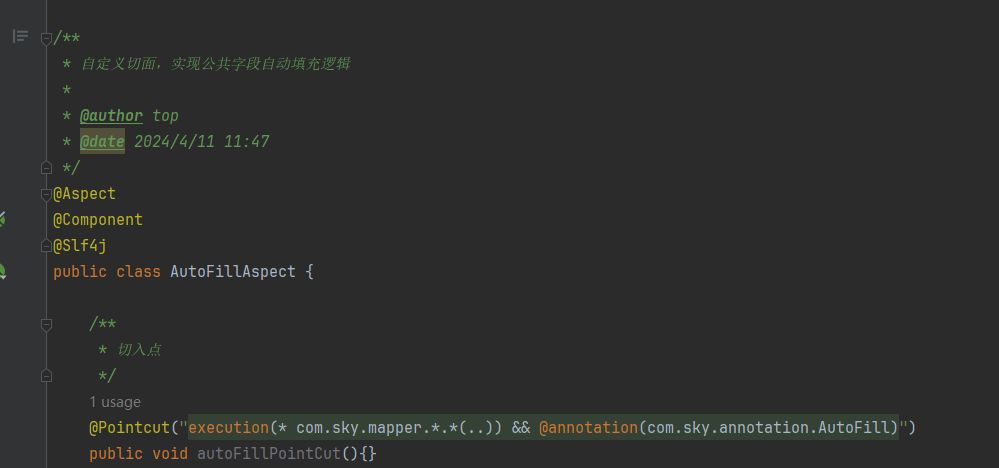 /**
* 自定义切面，实现公共字段自动填充逻辑
*
* @author top
* @date 2024/4/11 11:47
*/
@Aspect
@Component
@Slf4j
public class AutoFillAspect {
/**
* 切入点
*/
1 usage
@Pointcut("execution(* com.sky.mapper.*.*(..)) && @annotation(com.sky.annotation.AutoFill)")
public void autoFillPointCut(){}